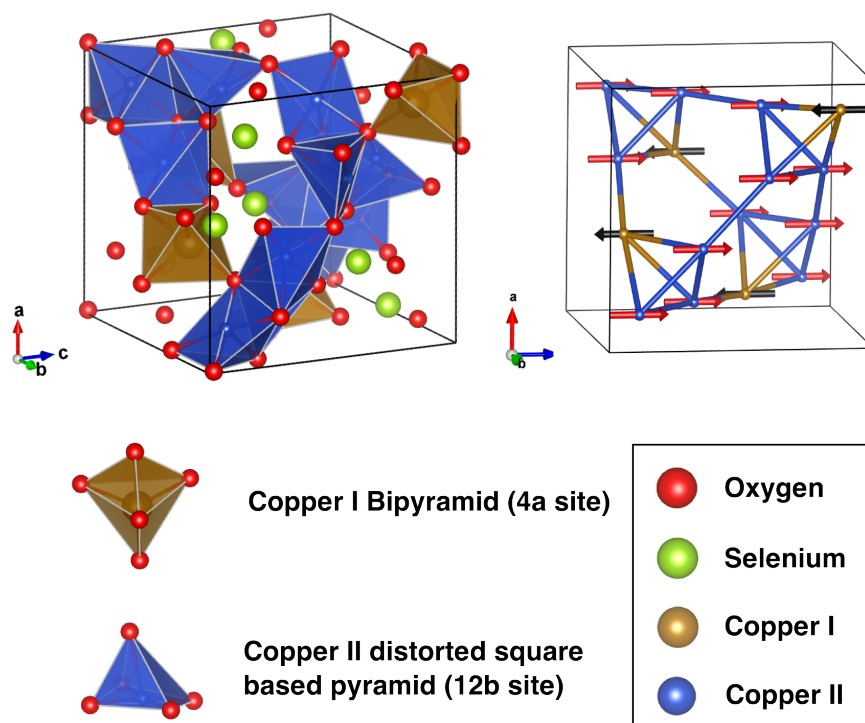 a
c
b
a
b
Copper I Bipyramid (4a site)
Copper II distorted square
based pyramid (12b site)
Oxygen
Selenium
Copper I
Copper II